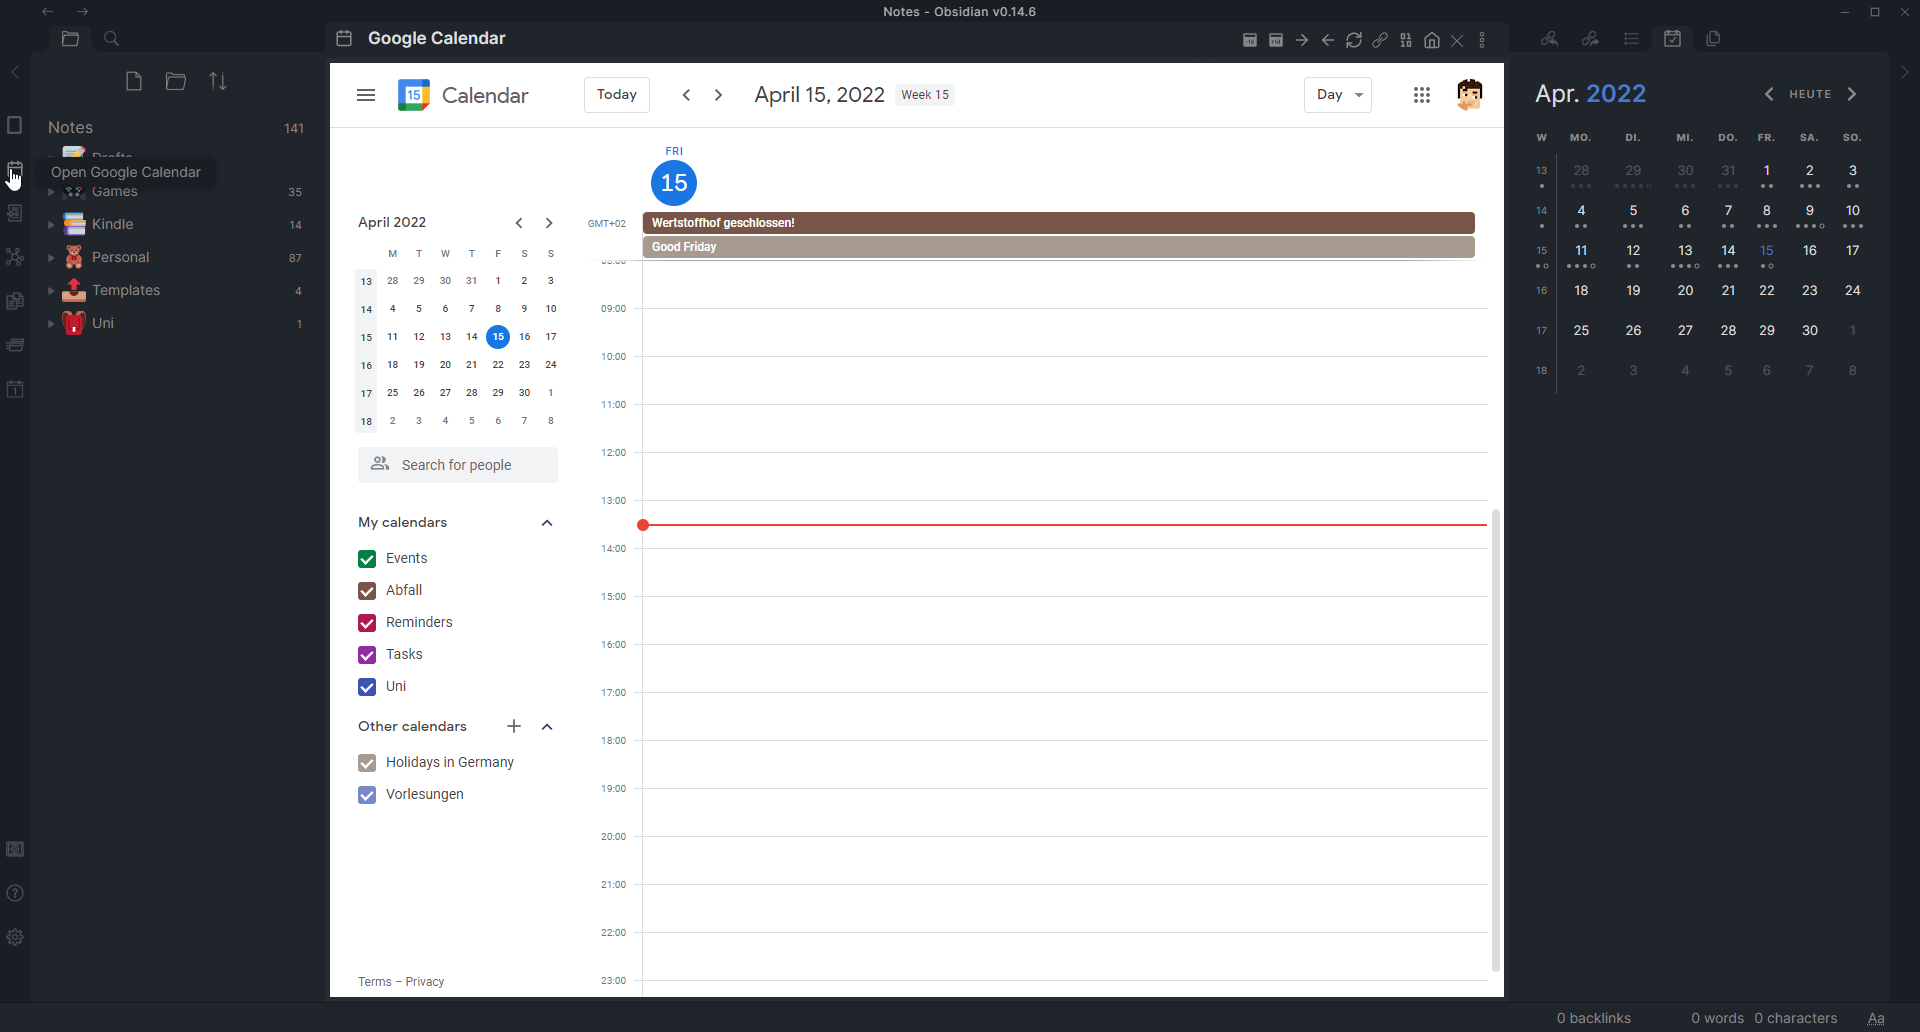 Notes - Obsidian v0.14.6
Google Calendar
Notes 141
Drafts
Open Google Calendar
Games 35
Kindle 14
Personal 87
Templates 4
Uni 1
15 Calendar
Today
April 15, 2022 Week 15
Day
FRI
15
GMT+02
Wertstoffhof geschlossen!
Good Friday
April 2022
M T W T F S S
13 28 29 30 31 1 2 3
14 4 5 6 7 8 9 10
15 11 12 13 14 15 16 17
16 18 19 20 21 22 23 24
17 25 26 27 28 29 30 1
18 2 3 4 5 6 7 8
Search for people
My calendars
Events
Abfall
Reminders
Tasks
Uni
Other calendars
Holidays in Germany
Vorlesungen
Terms – Privacy
09:00
10:00
11:00
12:00
13:00
14:00
15:00
16:00
17:00
18:00
19:00
20:00
21:00
22:00
23:00
Apr. 2022
HEUTE
W MO. DI. MI. DO. FR. SA. SO.
13 28 29 30 31 1 2 3
14 4 5 6 7 8 9 10
15 11 12 13 14 15 16 17
16 18 19 20 21 22 23 24
17 25 26 27 28 29 30 1
18 2 3 4 5 6 7 8
0 backlinks 0 words 0 characters Aa